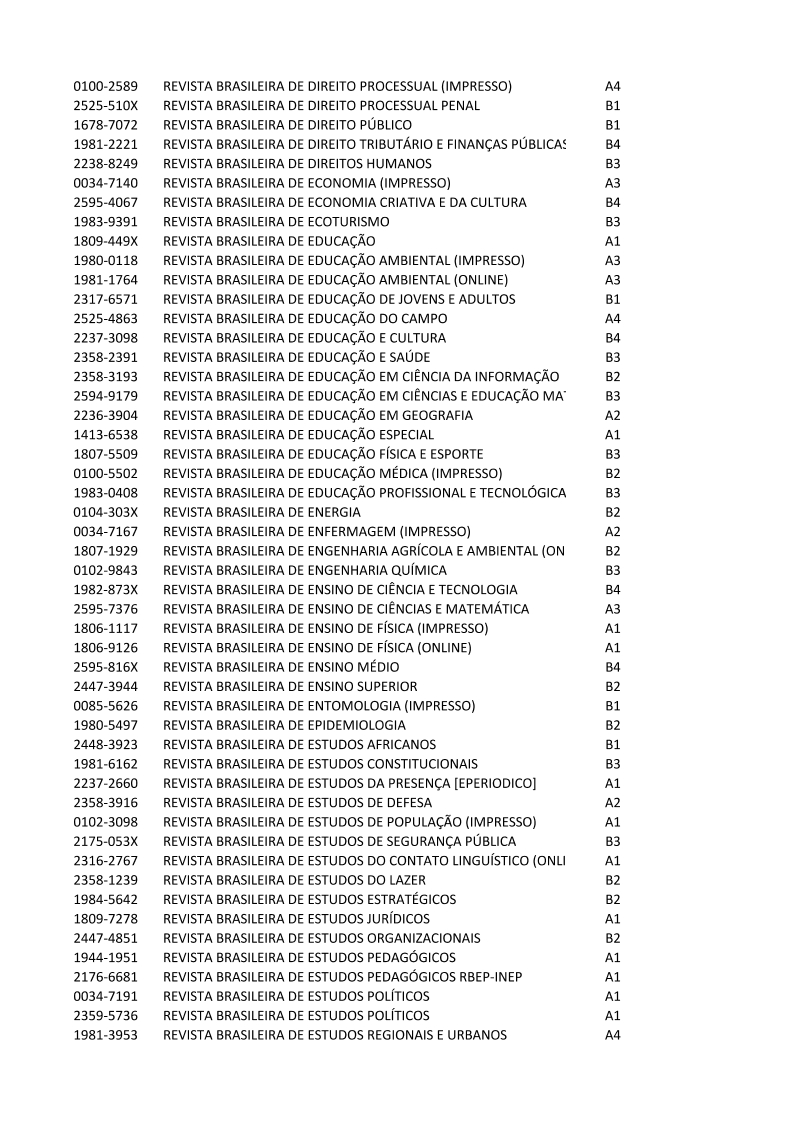 0100-2589 REVISTA BRASILEIRA DE DIREITO PROCESSUAL (IMPRESSO) A4
2525-510X REVISTA BRASILEIRA DE DIREITO PROCESSUAL PENAL B1
1678-7072 REVISTA BRASILEIRA DE DIREITO PÚBLICO B1
1981-2221 REVISTA BRASILEIRA DE DIREITO TRIBUTÁRIO E FINANÇAS PÚBLICAS B4
2238-8249 REVISTA BRASILEIRA DE DIREITOS HUMANOS B3
0034-7140 REVISTA BRASILEIRA DE ECONOMIA (IMPRESSO) A3
2595-4067 REVISTA BRASILEIRA DE ECONOMIA CRIATIVA E DA CULTURA B4
1983-9391 REVISTA BRASILEIRA DE ECOTURISMO B3
1809-449X REVISTA BRASILEIRA DE EDUCAÇÃO A1
1980-0118 REVISTA BRASILEIRA DE EDUCAÇÃO AMBIENTAL (IMPRESSO) A3
1981-1764 REVISTA BRASILEIRA DE EDUCAÇÃO AMBIENTAL (ONLINE) A3
2317-6571 REVISTA BRASILEIRA DE EDUCAÇÃO DE JOVENS E ADULTOS B1
2525-4863 REVISTA BRASILEIRA DE EDUCAÇÃO DO CAMPO A4
2237-3098 REVISTA BRASILEIRA DE EDUCAÇÃO E CULTURA B4
2358-2391 REVISTA BRASILEIRA DE EDUCAÇÃO E SAÚDE B3
2358-3193 REVISTA BRASILEIRA DE EDUCAÇÃO EM CIÊNCIA DA INFORMAÇÃO B2
2594-9179 REVISTA BRASILEIRA DE EDUCAÇÃO EM CIÊNCIAS E EDUCAÇÃO MAT B3
2236-3904 REVISTA BRASILEIRA DE EDUCAÇÃO EM GEOGRAFIA A2
1413-6538 REVISTA BRASILEIRA DE EDUCAÇÃO ESPECIAL A1
1807-5509 REVISTA BRASILEIRA DE EDUCAÇÃO FÍSICA E ESPORTE B3
0100-5502 REVISTA BRASILEIRA DE EDUCAÇÃO MÉDICA (IMPRESSO) B2
1983-0408 REVISTA BRASILEIRA DE EDUCAÇÃO PROFISSIONAL E TECNOLÓGICA B3
0104-303X REVISTA BRASILEIRA DE ENERGIA B2
0034-7167 REVISTA BRASILEIRA DE ENFERMAGEM (IMPRESSO) A2
1807-1929 REVISTA BRASILEIRA DE ENGENHARIA AGRÍCOLA E AMBIENTAL (ON B2
0102-9843 REVISTA BRASILEIRA DE ENGENHARIA QUÍMICA B3
1982-873X REVISTA BRASILEIRA DE ENSINO DE CIÊNCIA E TECNOLOGIA B4
2595-7376 REVISTA BRASILEIRA DE ENSINO DE CIÊNCIAS E MATEMÁTICA A3
1806-1117 REVISTA BRASILEIRA DE ENSINO DE FÍSICA (IMPRESSO) A1
1806-9126 REVISTA BRASILEIRA DE ENSINO DE FÍSICA (ONLINE) A1
2595-816X REVISTA BRASILEIRA DE ENSINO MÉDIO B4
2447-3944 REVISTA BRASILEIRA DE ENSINO SUPERIOR B2
0085-5626 REVISTA BRASILEIRA DE ENTOMOLOGIA (IMPRESSO) B1
1980-5497 REVISTA BRASILEIRA DE EPIDEMIOLOGIA B2
2448-3923 REVISTA BRASILEIRA DE ESTUDOS AFRICANOS B1
1981-6162 REVISTA BRASILEIRA DE ESTUDOS CONSTITUCIONAIS B3
2237-2660 REVISTA BRASILEIRA DE ESTUDOS DA PRESENÇA [EPERIODICO] A1
2358-3916 REVISTA BRASILEIRA DE ESTUDOS DE DEFESA A2
0102-3098 REVISTA BRASILEIRA DE ESTUDOS DE POPULAÇÃO (IMPRESSO) A1
2175-053X REVISTA BRASILEIRA DE ESTUDOS DE SEGURANÇA PÚBLICA B3
2316-2767 REVISTA BRASILEIRA DE ESTUDOS DO CONTATO LINGUÍSTICO (ONLI A1
2358-1239 REVISTA BRASILEIRA DE ESTUDOS DO LAZER B2
1984-5642 REVISTA BRASILEIRA DE ESTUDOS ESTRATÉGICOS B2
1809-7278 REVISTA BRASILEIRA DE ESTUDOS JURÍDICOS A1
2447-4851 REVISTA BRASILEIRA DE ESTUDOS ORGANIZACIONAIS B2
1944-1951 REVISTA BRASILEIRA DE ESTUDOS PEDAGÓGICOS A1
2176-6681 REVISTA BRASILEIRA DE ESTUDOS PEDAGÓGICOS RBEP-INEP A1
0034-7191 REVISTA BRASILEIRA DE ESTUDOS POLÍTICOS A1
2359-5736 REVISTA BRASILEIRA DE ESTUDOS POLÍTICOS A1
1981-3953 REVISTA BRASILEIRA DE ESTUDOS REGIONAIS E URBANOS A4